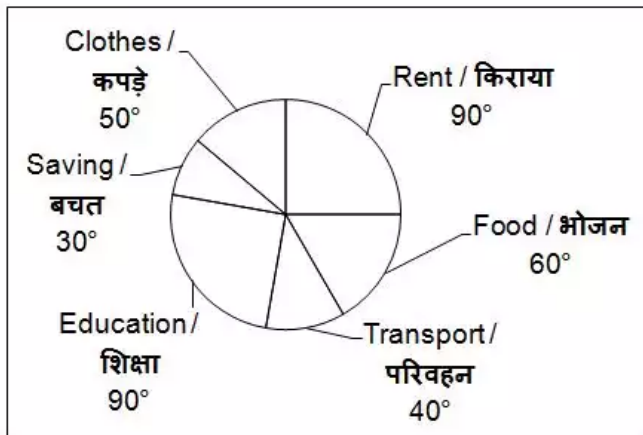 Clothes /
कपड़े
50°
Rent / किराया
90°
Saving /
बचत
30°
Food / भोजन
60°
Education /
शिक्षा
90°
Transport /
परिवहन
40°